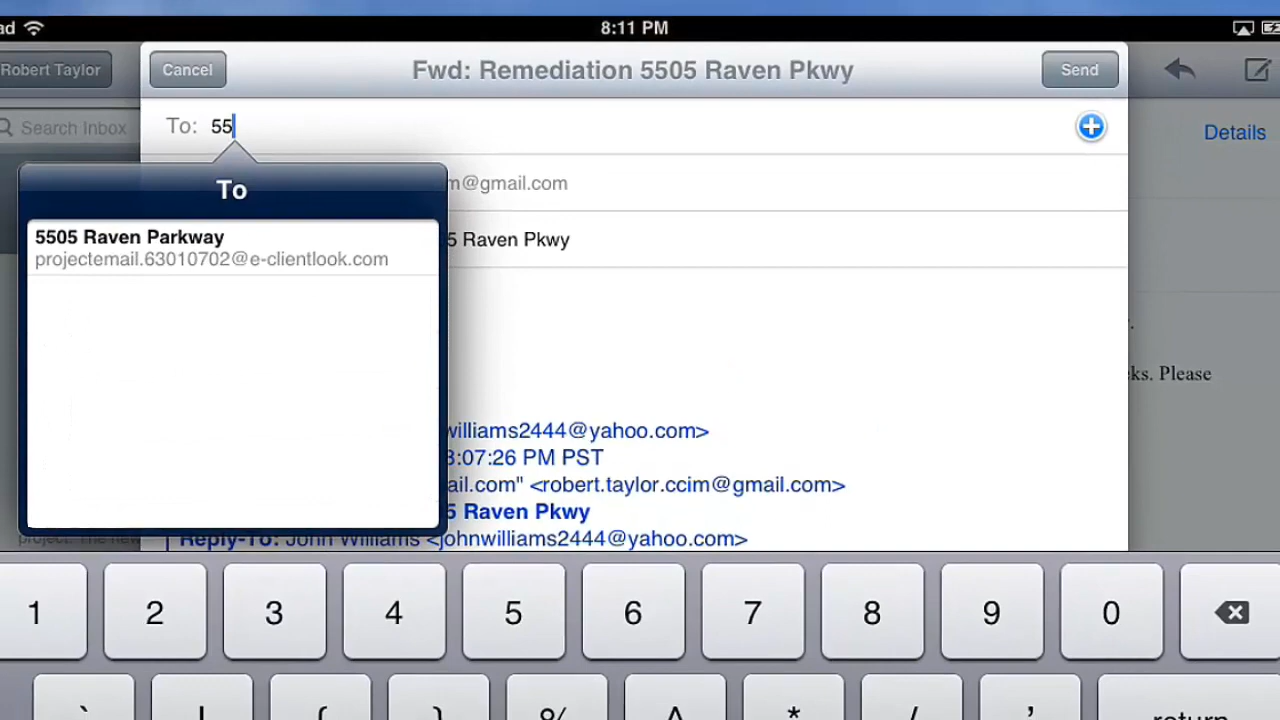 ad 8:11 PM
Robert Taylor Cancel Fwd: Remediation 5505 Raven Pkwy Send
Search Inbox To: 55 Details
To
m@gmail.com
5505 Raven Parkway
5 Raven Pkwy
projectemail.63010702@e-clientlook.com
ks. Please
williams2444@yahoo.com>
:07:26 PM PST
ail.com" <robert.taylor.ccim@gmail.com>
5 Raven Pkwy
project. The new
Reply-To: John Williams <johnwilliams2444@yahoo.com>
1 2 3 4 5 6 7 8 9 0
return